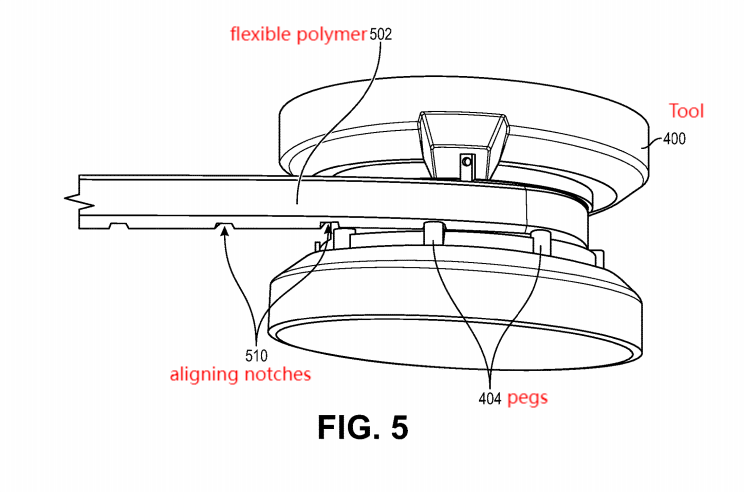 flexible polymer 502
Tool
400
510
aligning notches
404 pegs
FIG. 5